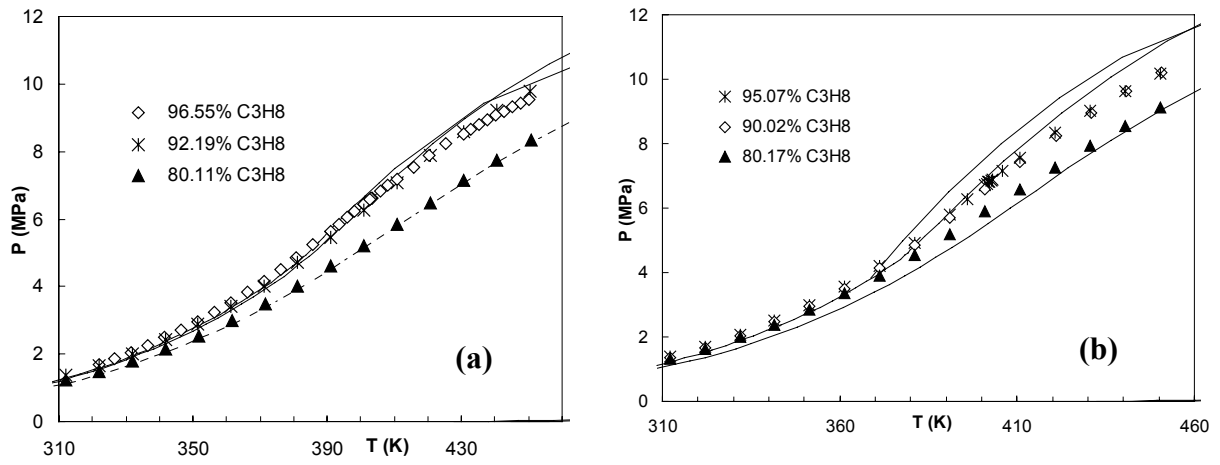 12
10
8
6
4
2
0
P (MPa)
96.55% C3H8
92.19% C3H8
80.11% C3H8
(a)
310
350
390
430
T (K)
12
10
8
6
4
2
0
P (MPa)
95.07% C3H8
90.02% C3H8
80.17% C3H8
(b)
310
360
410
460
T (K)